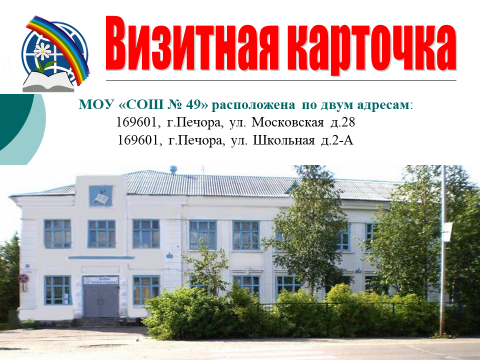 Визитная карточка
МОУ «СОШ № 49» расположена по двум адресам:
169601, г.Печора, ул. Московская д.28
169601, г.Печора, ул. Школьная д.2-А